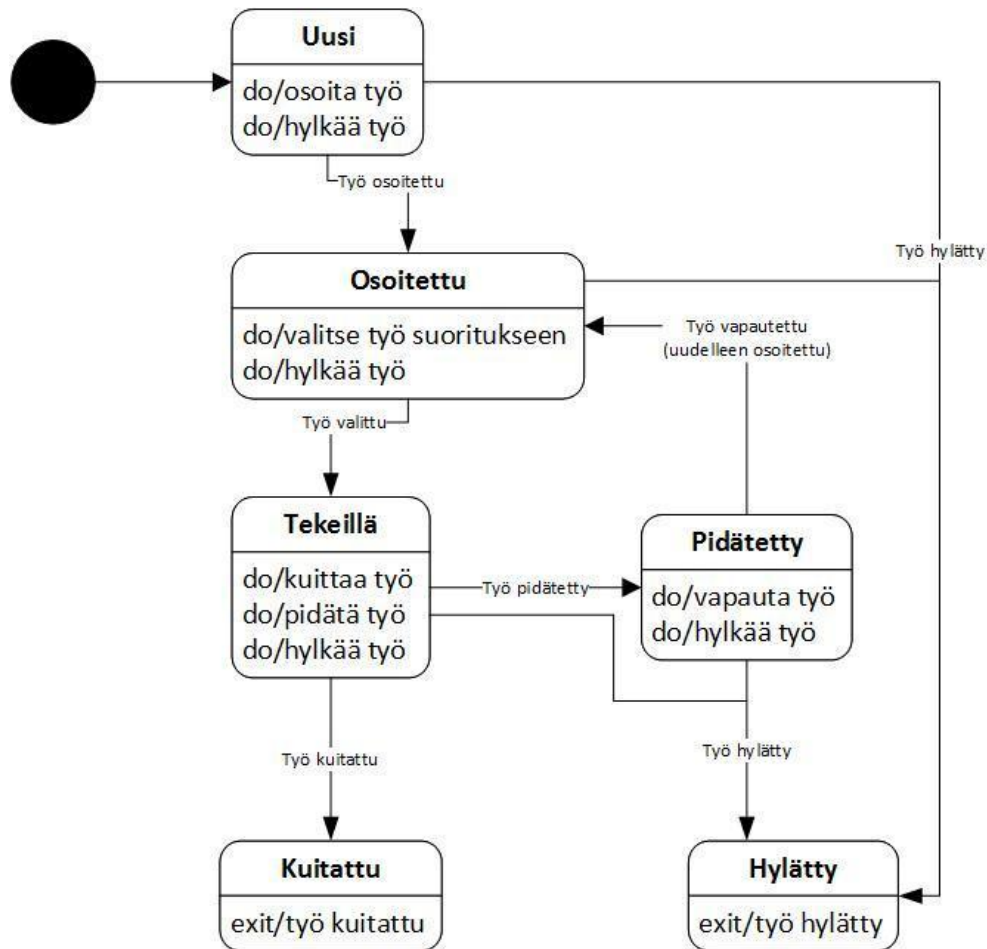 Uusi
do/osoita työ
do/hylkää työ
Työ osoitettu
Työ hylätty
Osoitettu
do/valitse työ suoritukseen
do/hylkää työ
Työ vapautettu
(uudelleen osoitettu)
Työ valittu
Tekeillä
do/kuittaa työ
do/pidätä työ
do/hylkää työ
Työ pidätetty
Pidätetty
do/vapauta työ
do/hylkää työ
Työ kuitattu
Työ hylätty
Kuitattu
exit/työ kuitattu
Hylätty
exit/työ hylätty